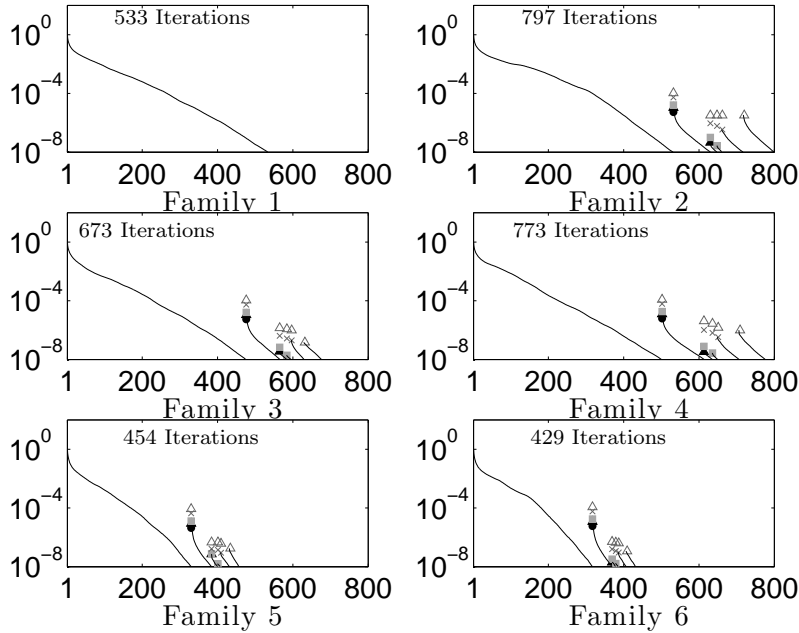 533 Iterations
10^0
10^-4
10^-8
1 200 400 600 800
Family 1
797 Iterations
10^0
10^-4
10^-8
1 200 400 600 800
Family 2
673 Iterations
10^0
10^-4
10^-8
1 200 400 600 800
Family 3
773 Iterations
10^0
10^-4
10^-8
1 200 400 600 800
Family 4
454 Iterations
10^0
10^-4
10^-8
1 200 400 600 800
Family 5
429 Iterations
10^0
10^-4
10^-8
1 200 400 600 800
Family 6